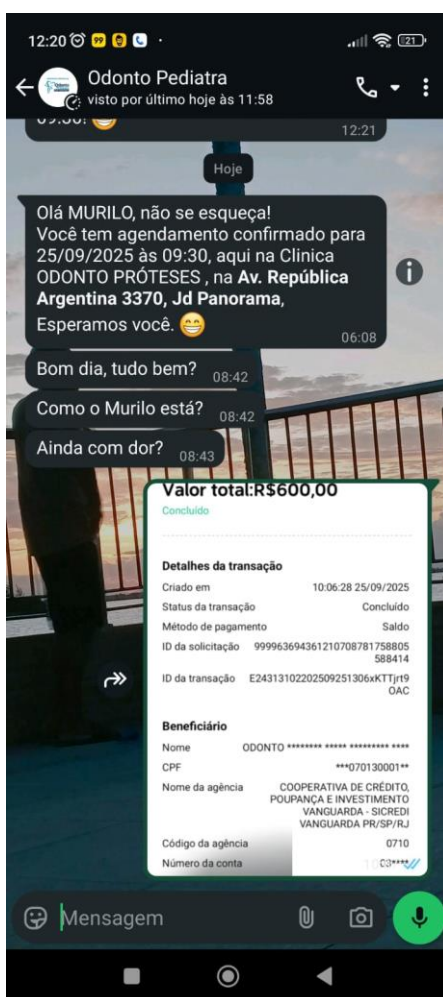 12:20
99
21
Odonto Pediatra
visto por último hoje às 11:58
12:21
Hoje
Olá MURILO, não se esqueça!
Você tem agendamento confirmado para
25/09/2025 às 09:30, aqui na Clinica
ODONTO PRÓTESES , na Av. República
Argentina 3370, Jd Panorama,
Esperamos você.
06:08
Bom dia, tudo bem? 08:42
Como o Murilo está? 08:42
Ainda com dor? 08:43
Valor total:R$600,00
Concluído
Detalhes da transação
Criado em 10:06:28 25/09/2025
Status da transação Concluído
Método de pagamento Saldo
ID da solicitação 999963694361210708781758805
588414
ID da transação E24313102202509251306xKTTjrt9
OAC
Beneficiário
Nome ODONTO ******** ***** ********* ****
CPF ***070130001**
Nome da agência COOPERATIVA DE CRÉDITO,
POUPANÇA E INVESTIMENTO
VANGUARDA - SICREDI
VANGUARDA PR/SP/RJ
Código da agência 0710
Número da conta
Mensagem